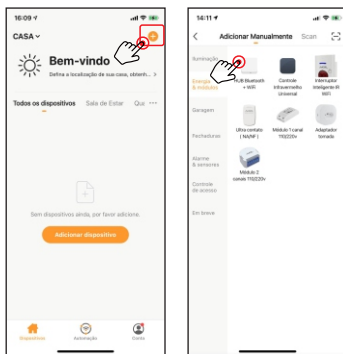 16:09
CASA
Bem-vindo
Defina a localização de sua casa, obtenh...
Todos os dispositivos Sala de Estar Qua ...
Sem dispositivos ainda, por favor adicione.
Adicionar dispositivo
Dispositivos Automação Conta
14:11
Adicionar Manualmente Scan
Iluminação
Energia & módulos
Garagem
Fechaduras
Alarme & sensores
Controle de acesso
Em breve
HUB Bluetooth + WiFi
Controle Infravermelho Universal
Interruptor Inteligente IR WiFi
Ultra contato ( NA/NF )
Módulo 1 canal 110/220v
Adaptador tomada
Módulo 2 canais 110/220v